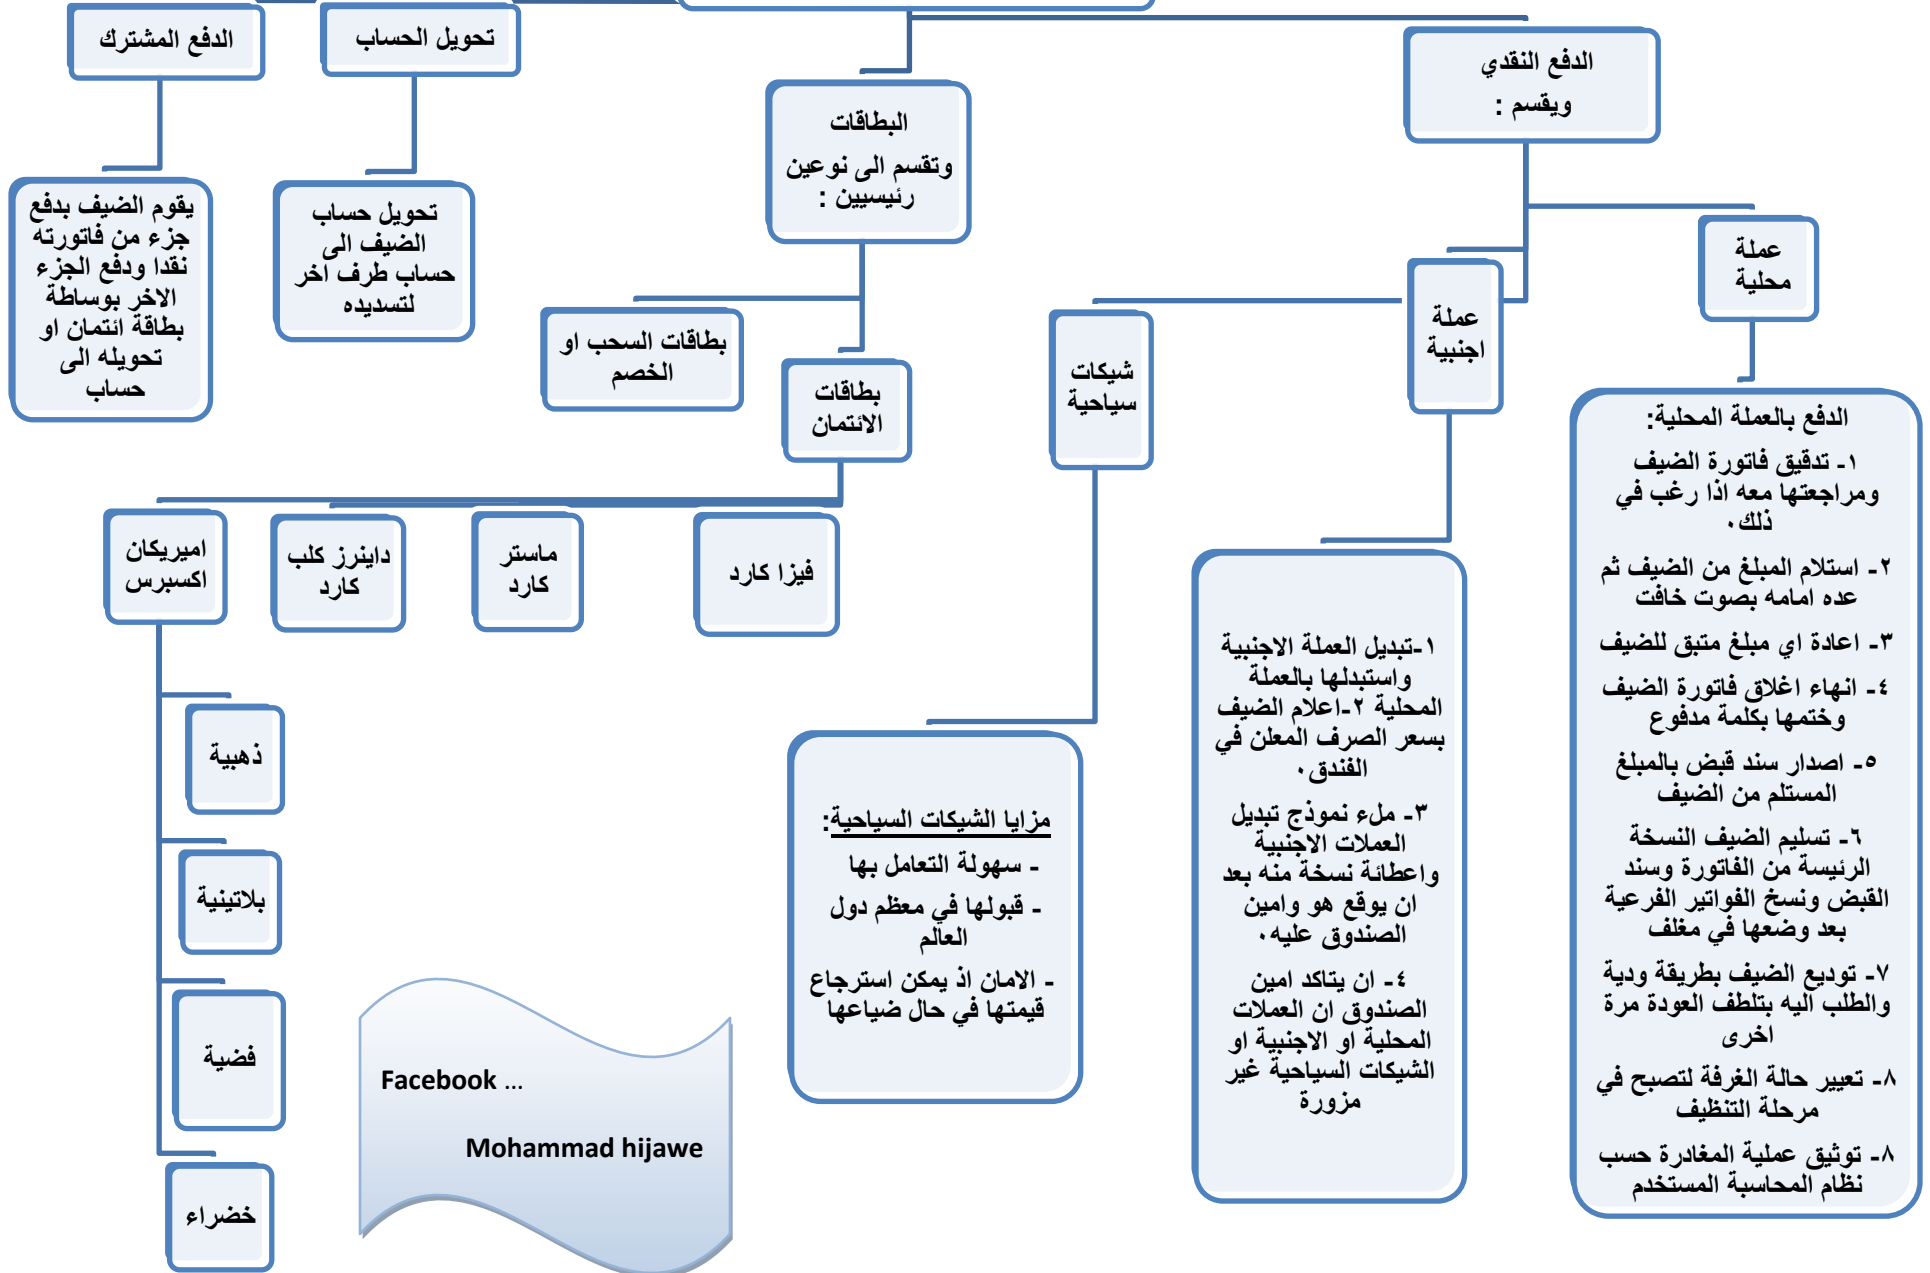 الدفع النقدي
ويقسم :
البطاقات
وتقسم الى نوعين
رئيسيين :
تحويل الحساب
الدفع المشترك
عملة
محلية
عملة
اجنبية
شيكات
سياحية
بطاقات السحب او
الخصم
بطاقات
الائتمان
تحويل حساب
الضيف الى
حساب طرف اخر
لتسديده
يقوم الضيف بدفع
جزء من فاتورته
نقدا ودفع الجزء
الاخر بوساطة
بطاقة ائتمان او
تحويله الى
حساب
الدفع بالعملة المحلية:
١- تدقيق فاتورة الضيف
ومراجعتها معه اذا رغب في
ذلك٠
٢- استلام المبلغ من الضيف ثم
عده امامه بصوت خافت
٣- اعادة اي مبلغ متبق للضيف
٤- انهاء اغلاق فاتورة الضيف
وختمها بكلمة مدفوع
٥- اصدار سند قبض بالمبلغ
المستلم من الضيف
٦- تسليم الضيف النسخة
الرئيسة من الفاتورة وسند
القبض ونسخ الفواتير الفرعية
بعد وضعها في مغلف
٧- توديع الضيف بطريقة ودية
والطلب اليه بتلطف العودة مرة
اخرى
٨- تعيير حالة الغرفة لتصبح في
مرحلة التنظيف
٨- توثيق عملية المغادرة حسب
نظام المحاسبة المستخدم
١-تبديل العملة الاجنبية
واستبدلها بالعملة
المحلية ٢-اعلام الضيف
بسعر الصرف المعلن في
الفندق٠
٣- ملء نموذج تبديل
العملات الاجنبية
واعطائة نسخة منه بعد
ان يوقع هو وامين
الصندوق عليه٠
٤- ان يتاكد امين
الصندوق ان العملات
المحلية او الاجنبية او
الشيكات السياحية غير
مزورة
مزايا الشيكات السياحية:
- سهولة التعامل بها
- قبولها في معظم دول
العالم
- الامان اذ يمكن استرجاع
قيمتها في حال ضياعها
فيزا كارد
ماستر
كارد
داينرز كلب
كارد
اميريكان
اكسبرس
ذهبية
بلاتينية
فضية
خضراء
Facebook ...
Mohammad hijawe